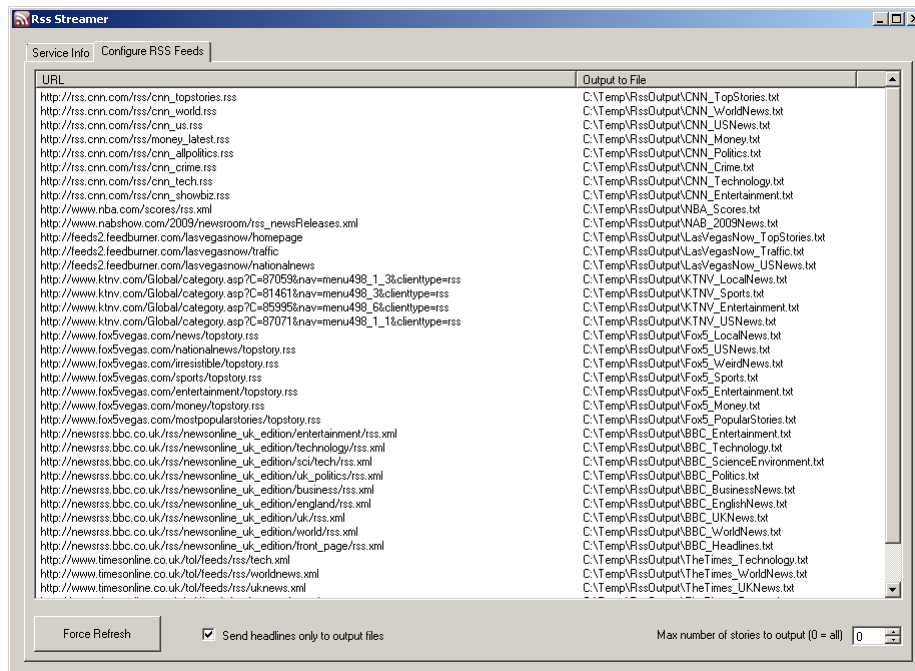 Rss Streamer
Service Info Configure RSS Feeds
URL Output to File
http://rss.cnn.com/rss/cnn_topstories.rss C:\Temp\RssOutput\CNN_TopStories.txt
http://rss.cnn.com/rss/cnn_world.rss C:\Temp\RssOutput\CNN_WorldNews.txt
http://rss.cnn.com/rss/cnn_us.rss C:\Temp\RssOutput\CNN_USNews.txt
http://rss.cnn.com/rss/money_latest.rss C:\Temp\RssOutput\CNN_Money.txt
http://rss.cnn.com/rss/cnn_allpolitics.rss C:\Temp\RssOutput\CNN_Politics.txt
http://rss.cnn.com/rss/cnn_crime.rss C:\Temp\RssOutput\CNN_Crime.txt
http://rss.cnn.com/rss/cnn_tech.rss C:\Temp\RssOutput\CNN_Technology.txt
http://rss.cnn.com/rss/cnn_showbiz.rss C:\Temp\RssOutput\CNN_Entertainment.txt
http://www.nba.com/scores/rss.xml C:\Temp\RssOutput\NBA_Scores.txt
http://www.nabshow.com/2009/newsroom/rss_newsReleases.xml C:\Temp\RssOutput\NAB_2009News.txt
http://feeds2.feedburner.com/lasvegasnow/homepage C:\Temp\RssOutput\LasVegasNow_TopStories.txt
http://feeds2.feedburner.com/lasvegasnow/traffic C:\Temp\RssOutput\LasVegasNow_Traffic.txt
http://feeds2.feedburner.com/lasvegasnow/nationalnews C:\Temp\RssOutput\LasVegasNow_USNews.txt
http://www.ktnv.com/Global/category.asp?C=87059&nav=menu498_1_3&clienttype=rss C:\Temp\RssOutput\KTNV_LocalNews.txt
http://www.ktnv.com/Global/category.asp?C=81461&nav=menu498_3&clienttype=rss C:\Temp\RssOutput\KTNV_Sports.txt
http://www.ktnv.com/Global/category.asp?C=85995&nav=menu498_6&clienttype=rss C:\Temp\RssOutput\KTNV_Entertainment.txt
http://www.ktnv.com/Global/category.asp?C=87071&nav=menu498_1_1&clienttype=rss C:\Temp\RssOutput\KTNV_USNews.txt
http://www.fox5vegas.com/news/topstory.rss C:\Temp\RssOutput\Fox5_LocalNews.txt
http://www.fox5vegas.com/nationalnews/topstory.rss C:\Temp\RssOutput\Fox5_USNews.txt
http://www.fox5vegas.com/irresistible/topstory.rss C:\Temp\RssOutput\Fox5_WeirdNews.txt
http://www.fox5vegas.com/sports/topstory.rss C:\Temp\RssOutput\Fox5_Sports.txt
http://www.fox5vegas.com/entertainment/topstory.rss C:\Temp\RssOutput\Fox5_Entertainment.txt
http://www.fox5vegas.com/money/topstory.rss C:\Temp\RssOutput\Fox5_Money.txt
http://www.fox5vegas.com/mostpopularstories/topstory.rss C:\Temp\RssOutput\Fox5_PopularStories.txt
http://newsrss.bbc.co.uk/rss/newsonline_uk_edition/entertainment/rss.xml C:\Temp\RssOutput\BBC_Entertainment.txt
http://newsrss.bbc.co.uk/rss/newsonline_uk_edition/technology/rss.xml C:\Temp\RssOutput\BBC_Technology.txt
http://newsrss.bbc.co.uk/rss/newsonline_uk_edition/sci/tech/rss.xml C:\Temp\RssOutput\BBC_ScienceEnvironment.txt
http://newsrss.bbc.co.uk/rss/newsonline_uk_edition/uk_politics/rss.xml C:\Temp\RssOutput\BBC_Politics.txt
http://newsrss.bbc.co.uk/rss/newsonline_uk_edition/business/rss.xml C:\Temp\RssOutput\BBC_BusinessNews.txt
http://newsrss.bbc.co.uk/rss/newsonline_uk_edition/england/rss.xml C:\Temp\RssOutput\BBC_EnglishNews.txt
http://newsrss.bbc.co.uk/rss/newsonline_uk_edition/uk/rss.xml C:\Temp\RssOutput\BBC_UKNews.txt
http://newsrss.bbc.co.uk/rss/newsonline_uk_edition/world/rss.xml C:\Temp\RssOutput\BBC_WorldNews.txt
http://newsrss.bbc.co.uk/rss/newsonline_uk_edition/front_page/rss.xml C:\Temp\RssOutput\BBC_Headlines.txt
http://www.timesonline.co.uk/tol/feeds/rss/tech.xml C:\Temp\RssOutput\TheTimes_Technology.txt
http://www.timesonline.co.uk/tol/feeds/rss/worldnews.xml C:\Temp\RssOutput\TheTimes_WorldNews.txt
http://www.timesonline.co.uk/tol/feeds/rss/uknews.xml C:\Temp\RssOutput\TheTimes_UKNews.txt
Force Refresh Send headlines only to output files Max number of stories to output (0 = all) 0